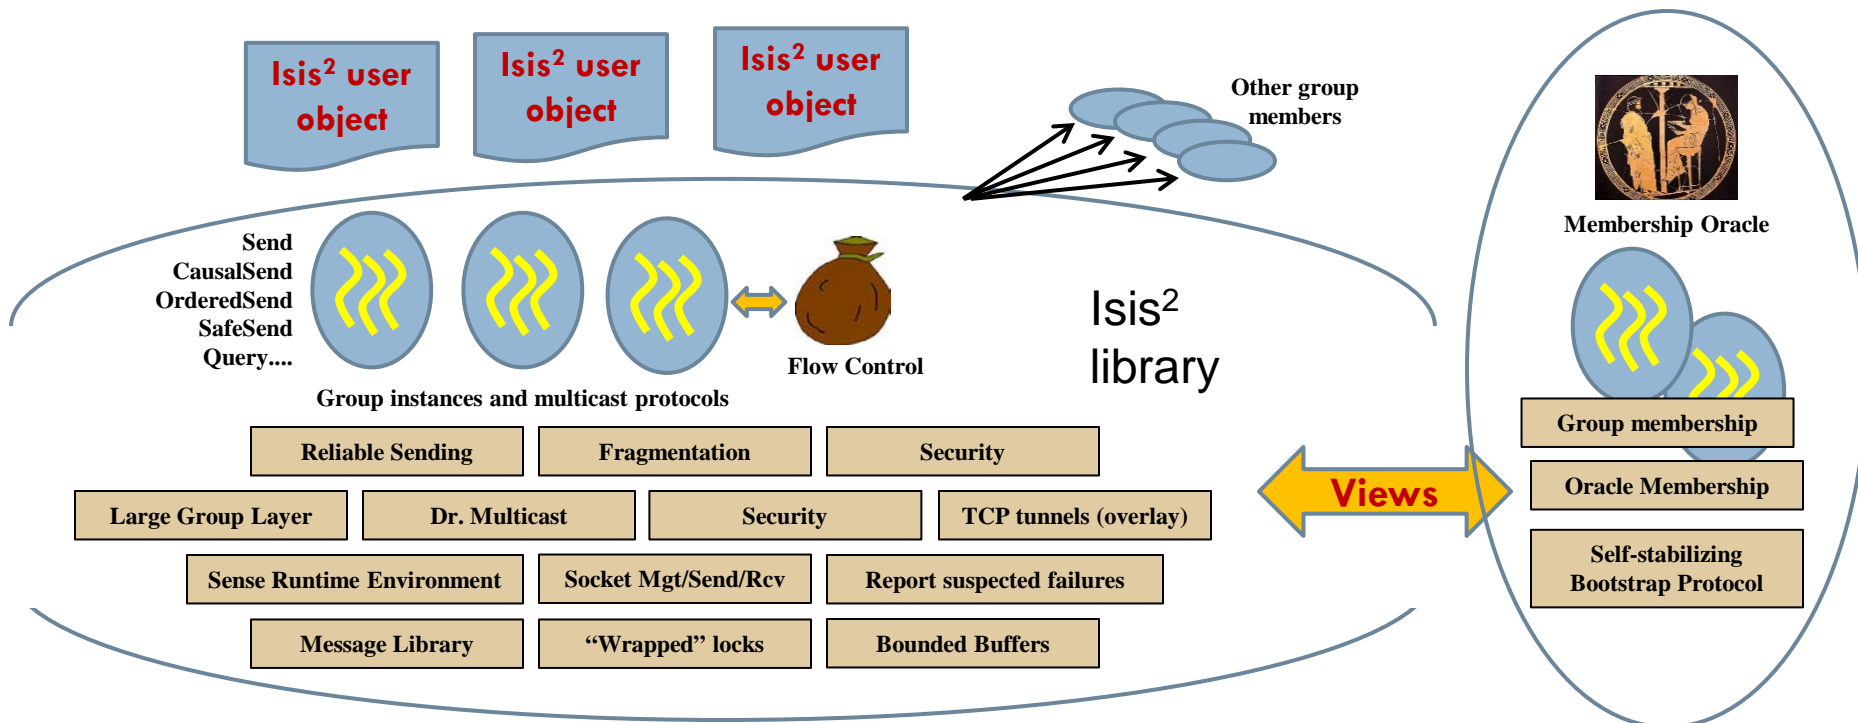 Isis² user
object
Isis² user
object
Isis² user
object
Other group
members
Membership Oracle
Send
CausalSend
OrderedSend
SafeSend
Query....
Flow Control
Isis²
library
Group instances and multicast protocols
Reliable Sending
Fragmentation
Security
Large Group Layer
Dr. Multicast
Security
TCP tunnels (overlay)
Sense Runtime Environment
Socket Mgt/Send/Rcv
Report suspected failures
Message Library
“Wrapped” locks
Bounded Buffers
Views
Group membership
Oracle Membership
Self-stabilizing
Bootstrap Protocol